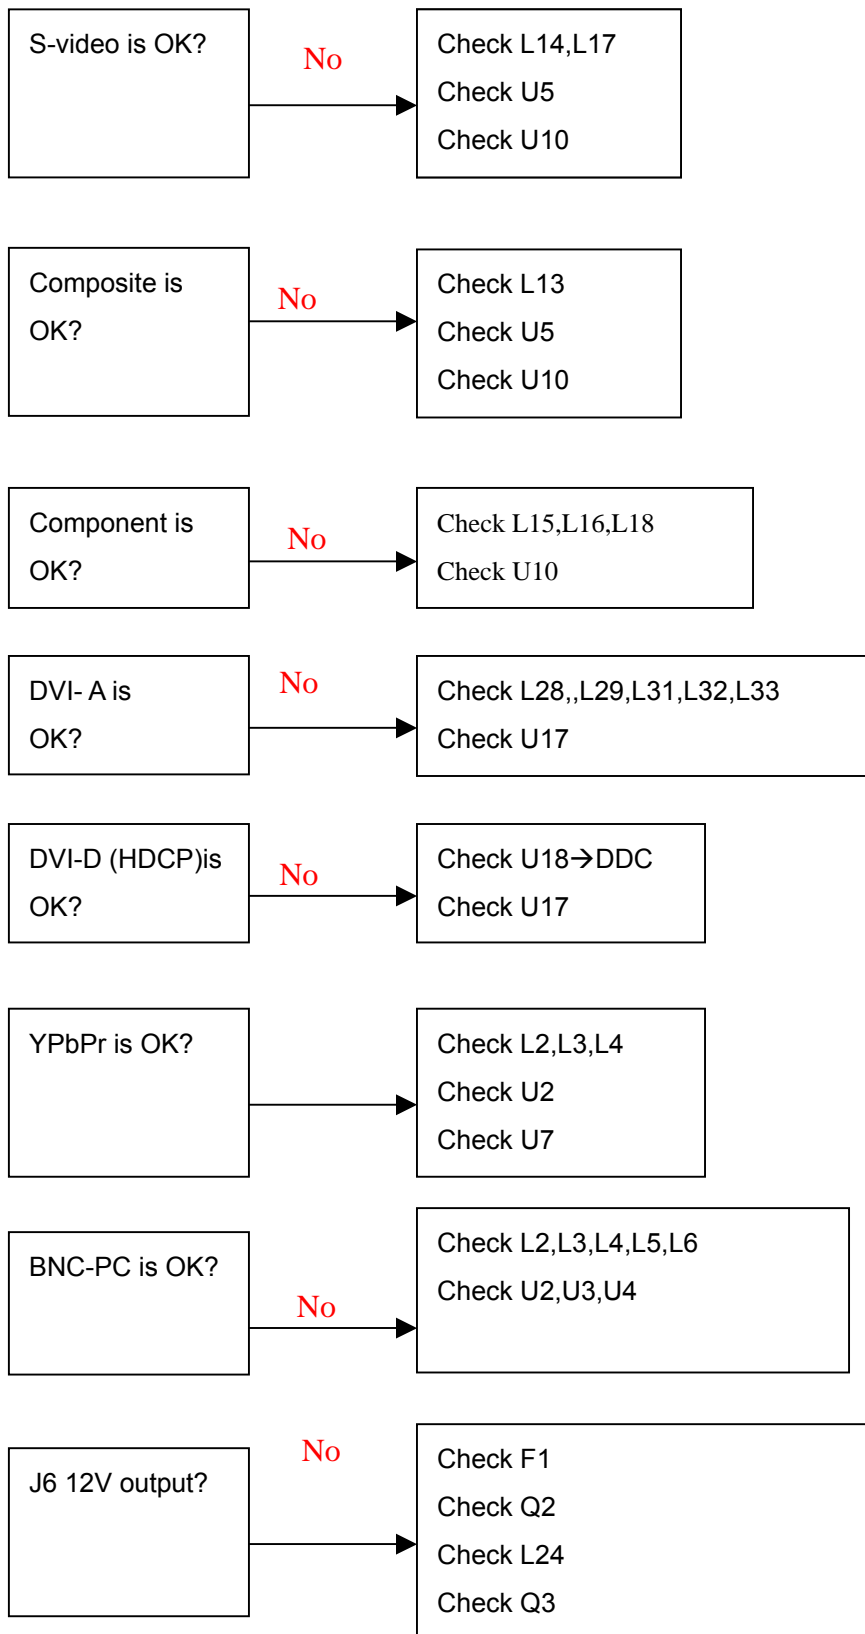 S-video is OK?
No
Check L14,L17
Check U5
Check U10
Composite is
OK?
No
Check L13
Check U5
Check U10
Component is
OK?
No
Check L15,L16,L18
Check U10
DVI- A is
OK?
No
Check L28,,L29,L31,L32,L33
Check U17
DVI-D (HDCP)is
OK?
No
Check U18→DDC
Check U17
YPbPr is OK?
Check L2,L3,L4
Check U2
Check U7
BNC-PC is OK?
No
Check L2,L3,L4,L5,L6
Check U2,U3,U4
J6 12V output?
No
Check F1
Check Q2
Check L24
Check Q3